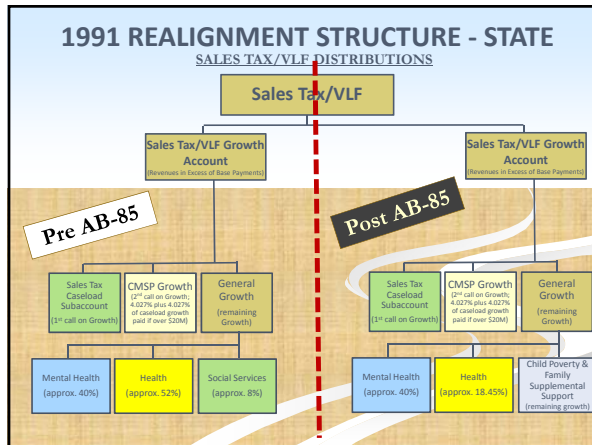 1991 REALIGNMENT STRUCTURE - STATE
SALES TAX/VLF DISTRIBUTIONS
Sales Tax/VLF
Sales Tax/VLF Growth
Account
(Revenues in Excess of Base Payments)
Pre AB-85
Sales Tax
Caseload
Subaccount
(1st call on Growth)
CMSP Growth
(2nd call on Growth;
4.027% plus 4.027%
of caseload growth
paid if over $20M)
General
Growth
(remaining
Growth)
Mental Health
(approx. 40%)
Health
(approx. 52%)
Social Services
(approx. 8%)
Sales Tax/VLF Growth
Account
(Revenues in Excess of Base Payments)
Post AB-85
Sales Tax
Caseload
Subaccount
(1st call on Growth)
CMSP Growth
(2nd call on Growth;
4.027% plus 4.027%
of caseload growth
paid if over $20M)
General
Growth
(remaining
Growth)
Mental Health
(approx. 40%)
Health
(approx. 18.45%)
Child Poverty &
Family
Supplemental
Support
(remaining growth)